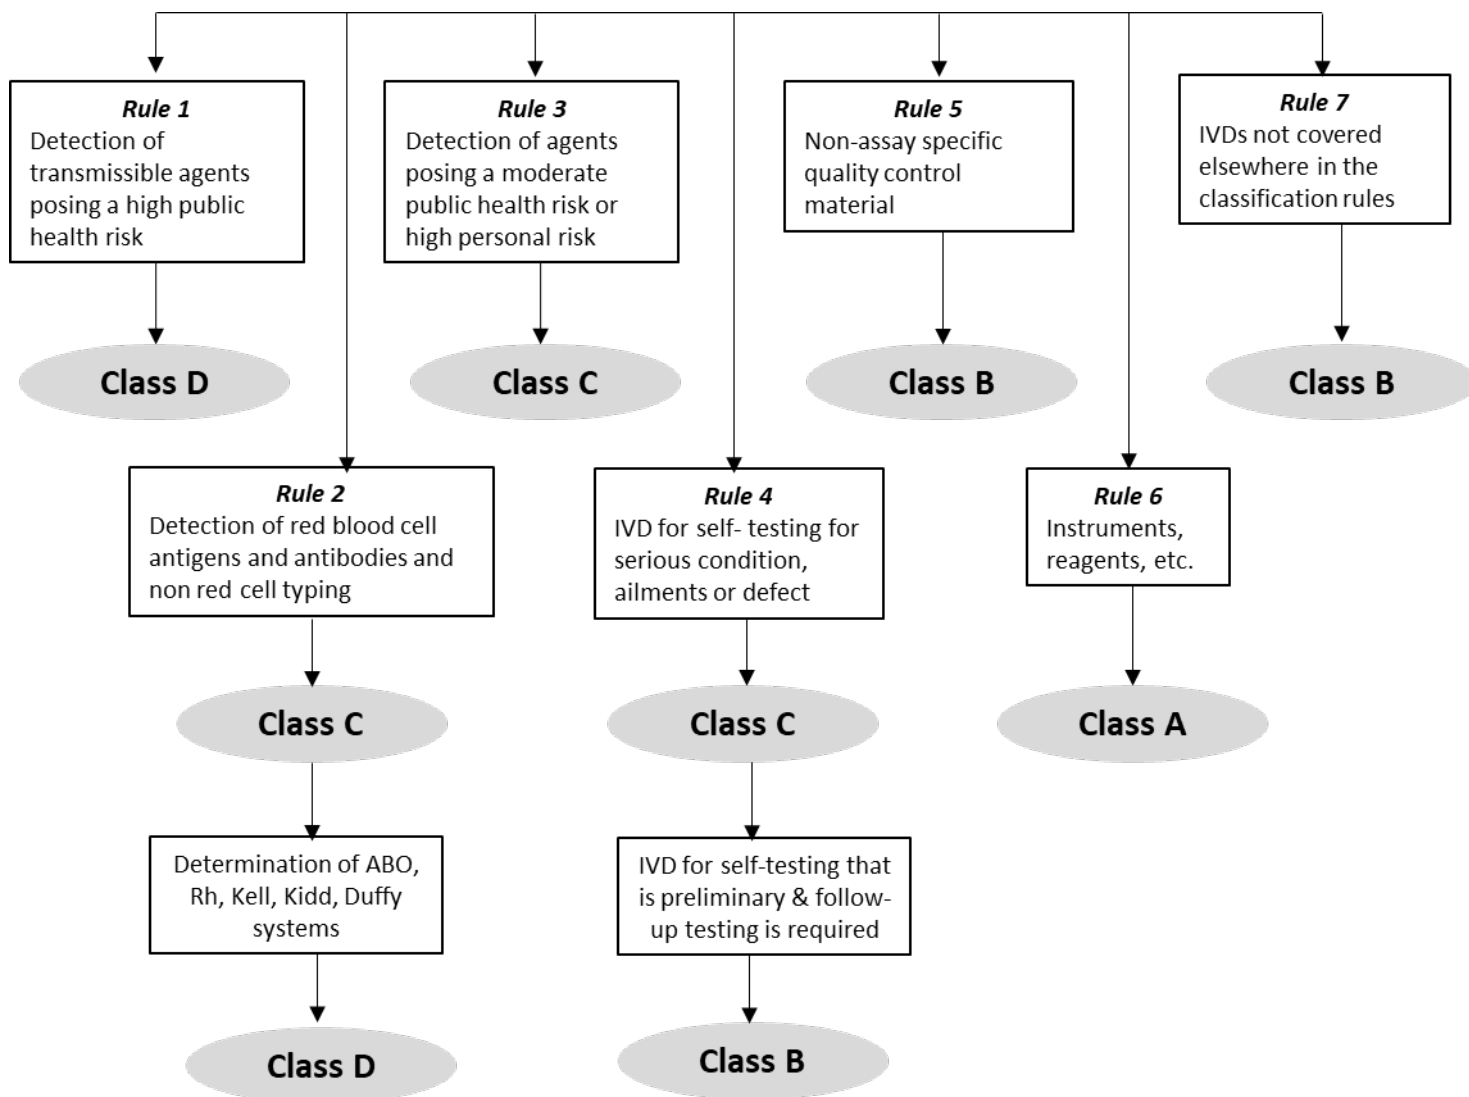 Rule 1
Detection of
transmissible agents
posing a high public
health risk
Class D
Rule 3
Detection of agents
posing a moderate
public health risk or
high personal risk
Class C
Rule 5
Non-assay specific
quality control
material
Class B
Rule 7
IVDs not covered
elsewhere in the
classification rules
Class B
Rule 2
Detection of red blood cell
antigens and antibodies and
non red cell typing
Class C
Determination of ABO,
Rh, Kell, Kidd, Duffy
systems
Class D
Rule 4
IVD for self- testing for
serious condition,
ailments or defect
Class C
IVD for self-testing that
is preliminary & follow-
up testing is required
Class B
Rule 6
Instruments,
reagents, etc.
Class A